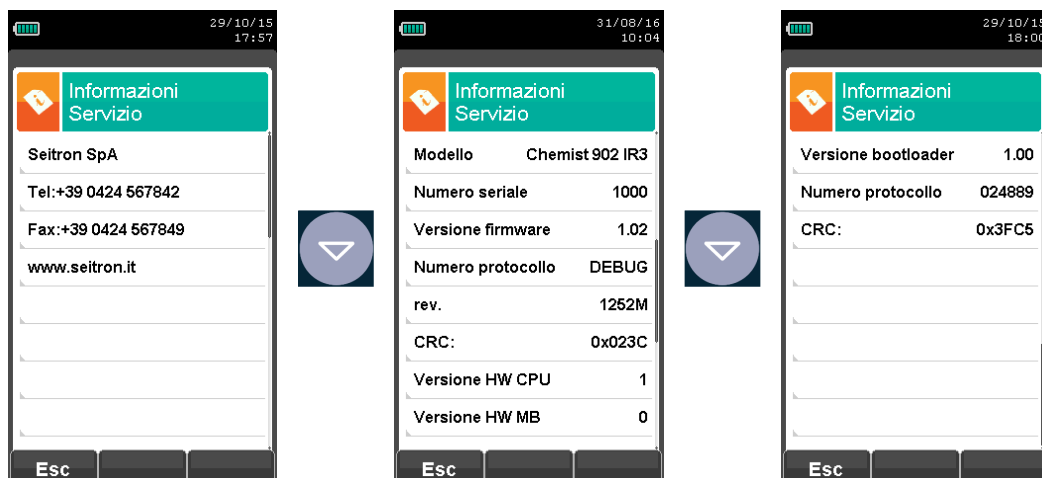 29/10/15
17:57
Informazioni
Servizio
Seitron SpA
Tel:+39 0424 567842
Fax:+39 0424 567849
www.seitron.it
Esc
31/08/16
10:04
Informazioni
Servizio
Modello Chemist 902 IR3
Numero seriale 1000
Versione firmware 1.02
Numero protocollo DEBUG
rev. 1252M
CRC: 0x023C
Versione HW CPU 1
Versione HW MB 0
Esc
29/10/15
18:00
Informazioni
Servizio
Versione bootloader 1.00
Numero protocollo 024889
CRC: 0x3FC5
Esc